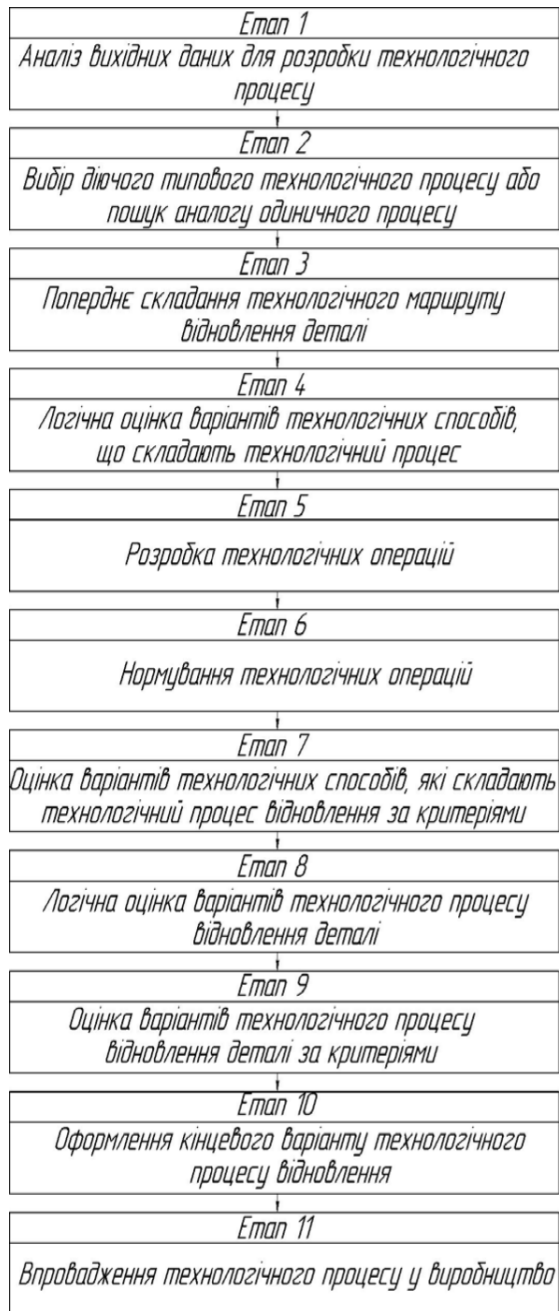 Етап 1
Аналіз вихідних даних для розробки технологічного
процесу
Етап 2
Вибір діючого типового технологічного процесу або
пошук аналогу одиничного процесу
Етап 3
Поперднє складання технологічного маршруту
відновлення деталі
Етап 4
Логічна оцінка варіантів технологічних способів,
що складають технологічний процес
Етап 5
Розробка технологічних операцій
Етап 6
Нормування технологічних операцій
Етап 7
Оцінка варіантів технологічних способів, які складають
технологічний процес відновлення за критеріями
Етап 8
Логічна оцінка варіантів технологічного процесу
відновлення деталі
Етап 9
Оцінка варіантів технологічного процесу
відновлення деталі за критеріями
Етап 10
Оформлення кінцевого варіанту технологічного
процесу відновлення
Етап 11
Впровадження технологічного процесу у виробництво